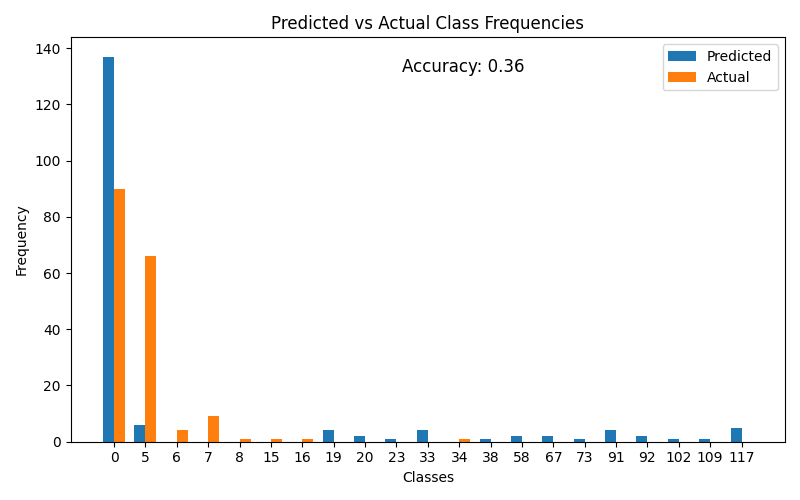 Predicted vs Actual Class Frequencies
Accuracy: 0.36
Predicted
Actual
Frequency
140
120
100
80
60
40
20
0
0 5 6 7 8 15 16 19 20 23 33 34 38 58 67 73 91 92 102 109 117
Classes